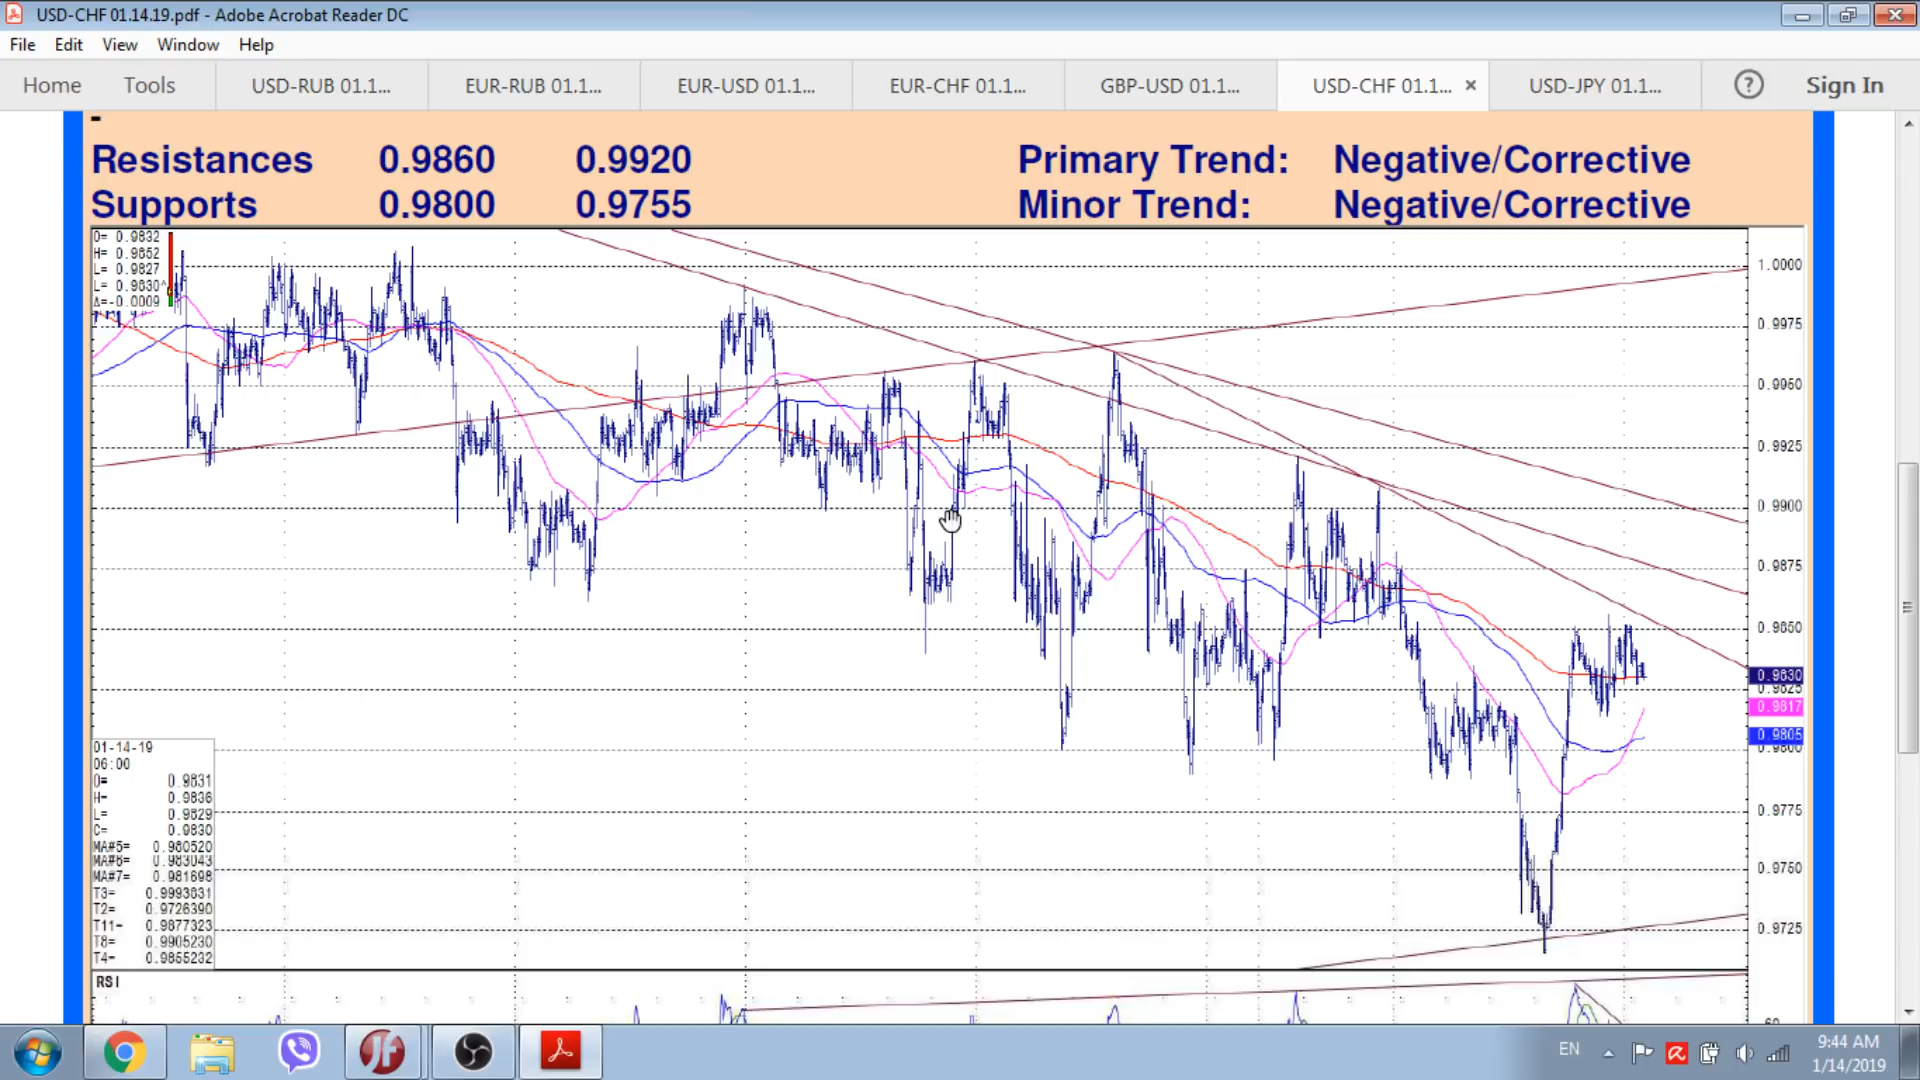 USD-CHF 01.14.19.pdf - Adobe Acrobat Reader DC
File Edit View Window Help
Home Tools USD-RUB 01.1... EUR-RUB 01.1... EUR-USD 01.1... EUR-CHF 01.1... GBP-USD 01.1... USD-CHF 01.1... × USD-JPY 01.1... ? Sign In
Resistances 0.9860 0.9920 Primary Trend: Negative/Corrective
Supports 0.9800 0.9755 Minor Trend: Negative/Corrective
O= 0.9832
H= 0.9852
L= 0.9827
L= 0.9830^
Δ=-0.0009
1.0000
0.9975
0.9950
0.9925
0.9900
0.9875
0.9850
0.9830
0.9825
0.9817
0.9805
0.9800
0.9775
0.9750
0.9725
01-14-19
06:00
O= 0.9831
H= 0.9836
L= 0.9829
C= 0.9830
MA#5= 0.980520
MA#6= 0.983043
MA#7= 0.981698
T3= 0.9993831
T2= 0.9726390
T11= 0.9877323
T8= 0.9905230
T4= 0.9865232
RSI
EN
9:44 AM
1/14/2019